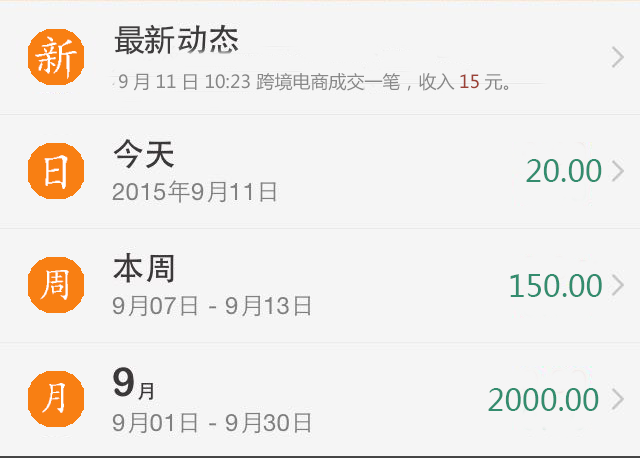 新
最新动态
9月11日 10:23 跨境电商成交一笔，收入 15 元。
日
今天
2015年9月11日
20.00
周
本周
9月07日 - 9月13日
150.00
月
9月
9月01日 - 9月30日
2000.00